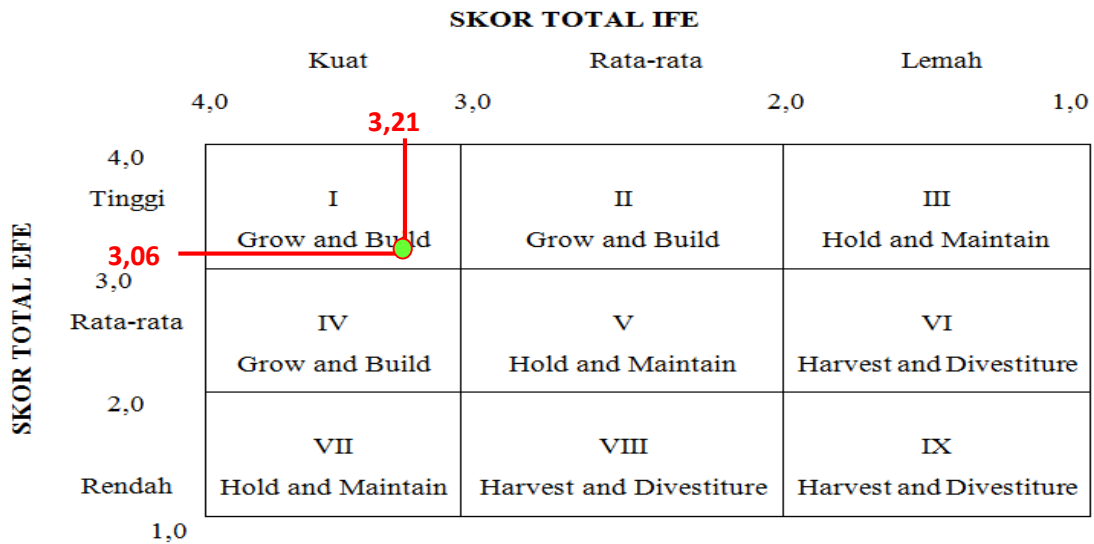 SKOR TOTAL IFE
Kuat Rata-rata Lemah
4,0 3,0 2,0 1,0
3,21
SKOR TOTAL EFE
4,0
Tinggi
I II III
Grow and Build Grow and Build Hold and Maintain
3,06
3,0
Rata-rata
IV V VI
Grow and Build Hold and Maintain Harvest and Divestiture
2,0
VII VIII IX
Rendah Hold and Maintain Harvest and Divestiture Harvest and Divestiture
1,0